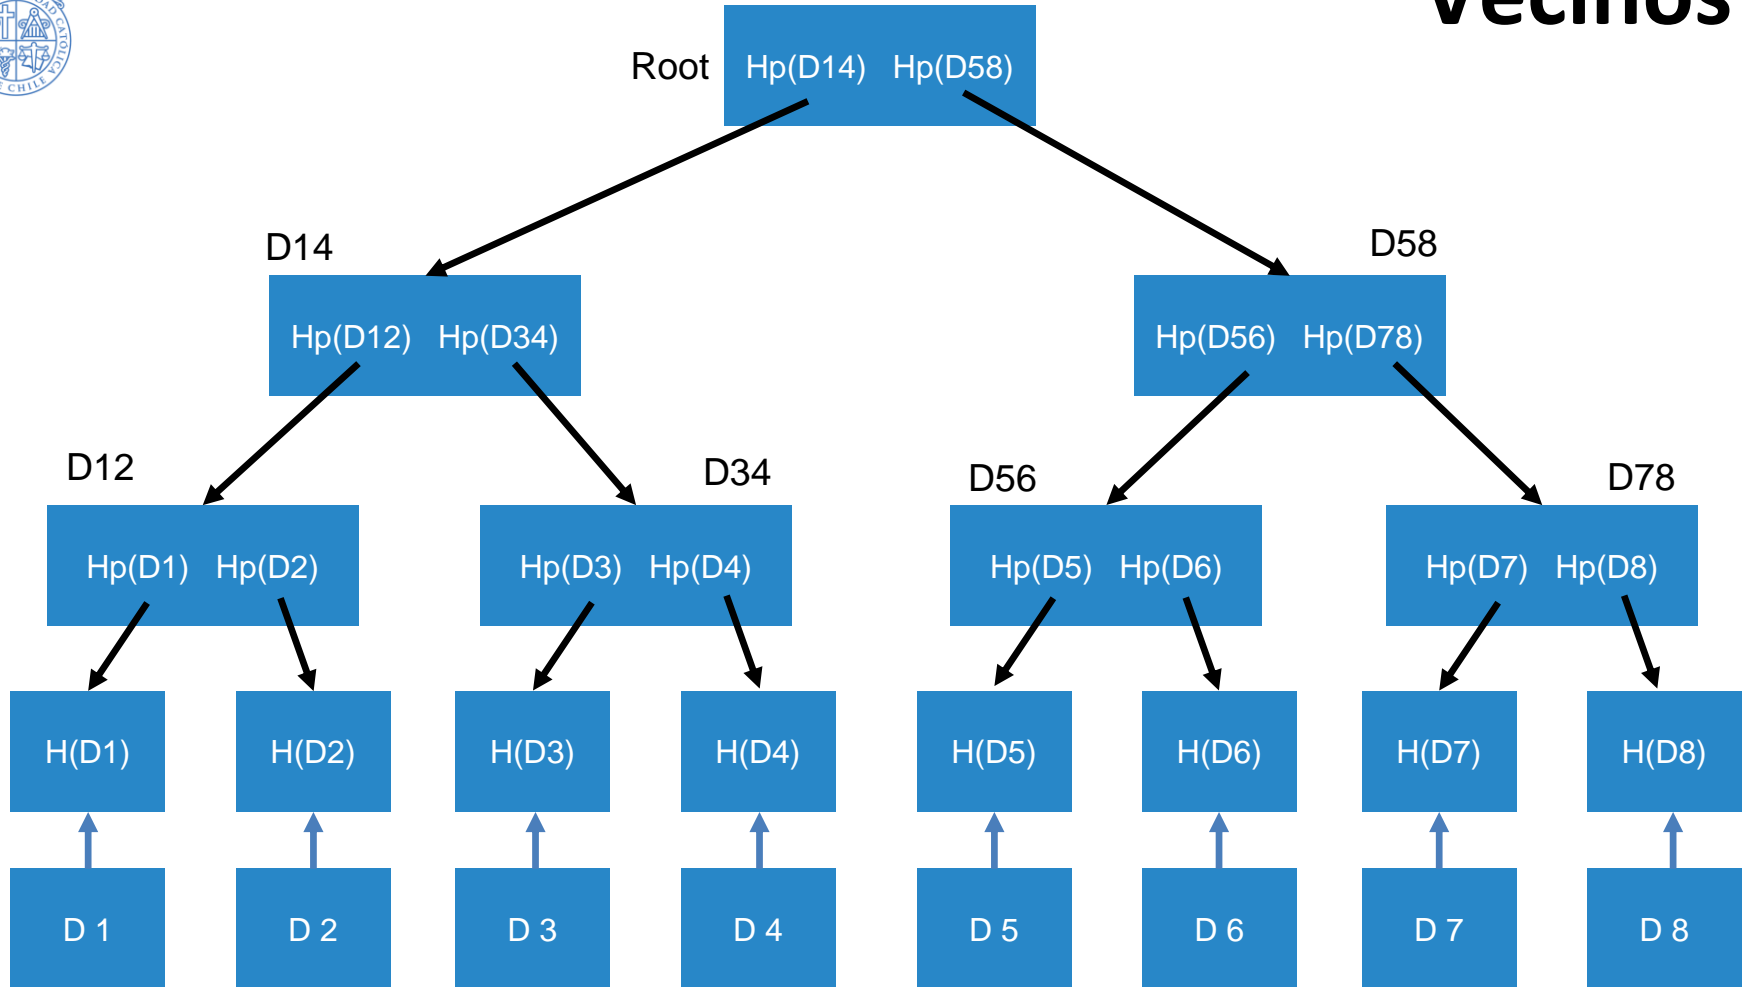 Vecinos
Root
Hp(D14) Hp(D58)
D14
D58
Hp(D12) Hp(D34)
Hp(D56) Hp(D78)
D12
D34
D56
D78
Hp(D1) Hp(D2)
Hp(D3) Hp(D4)
Hp(D5) Hp(D6)
Hp(D7) Hp(D8)
H(D1)
H(D2)
H(D3)
H(D4)
H(D5)
H(D6)
H(D7)
H(D8)
D 1
D 2
D 3
D 4
D 5
D 6
D 7
D 8